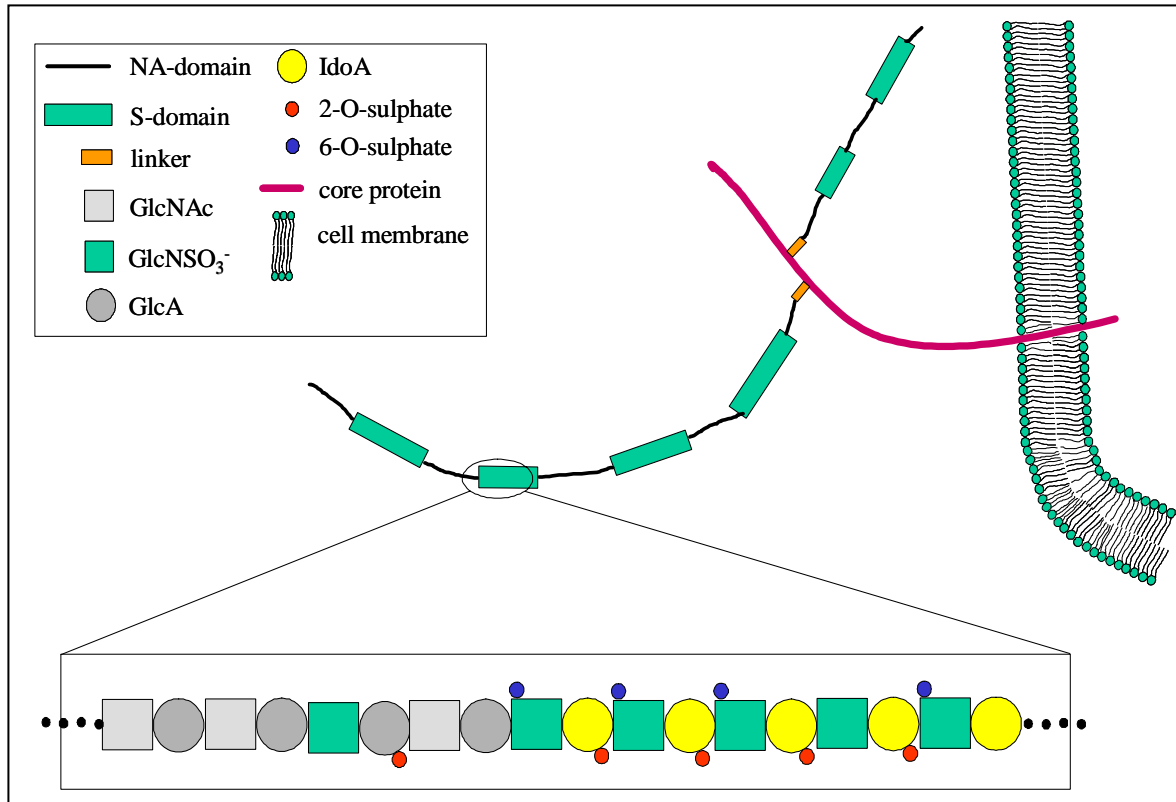 NA-domain
S-domain
linker
GlcNAc
GlcNSO₃⁻
GlcA
IdoA
2-O-sulphate
6-O-sulphate
core protein
cell membrane